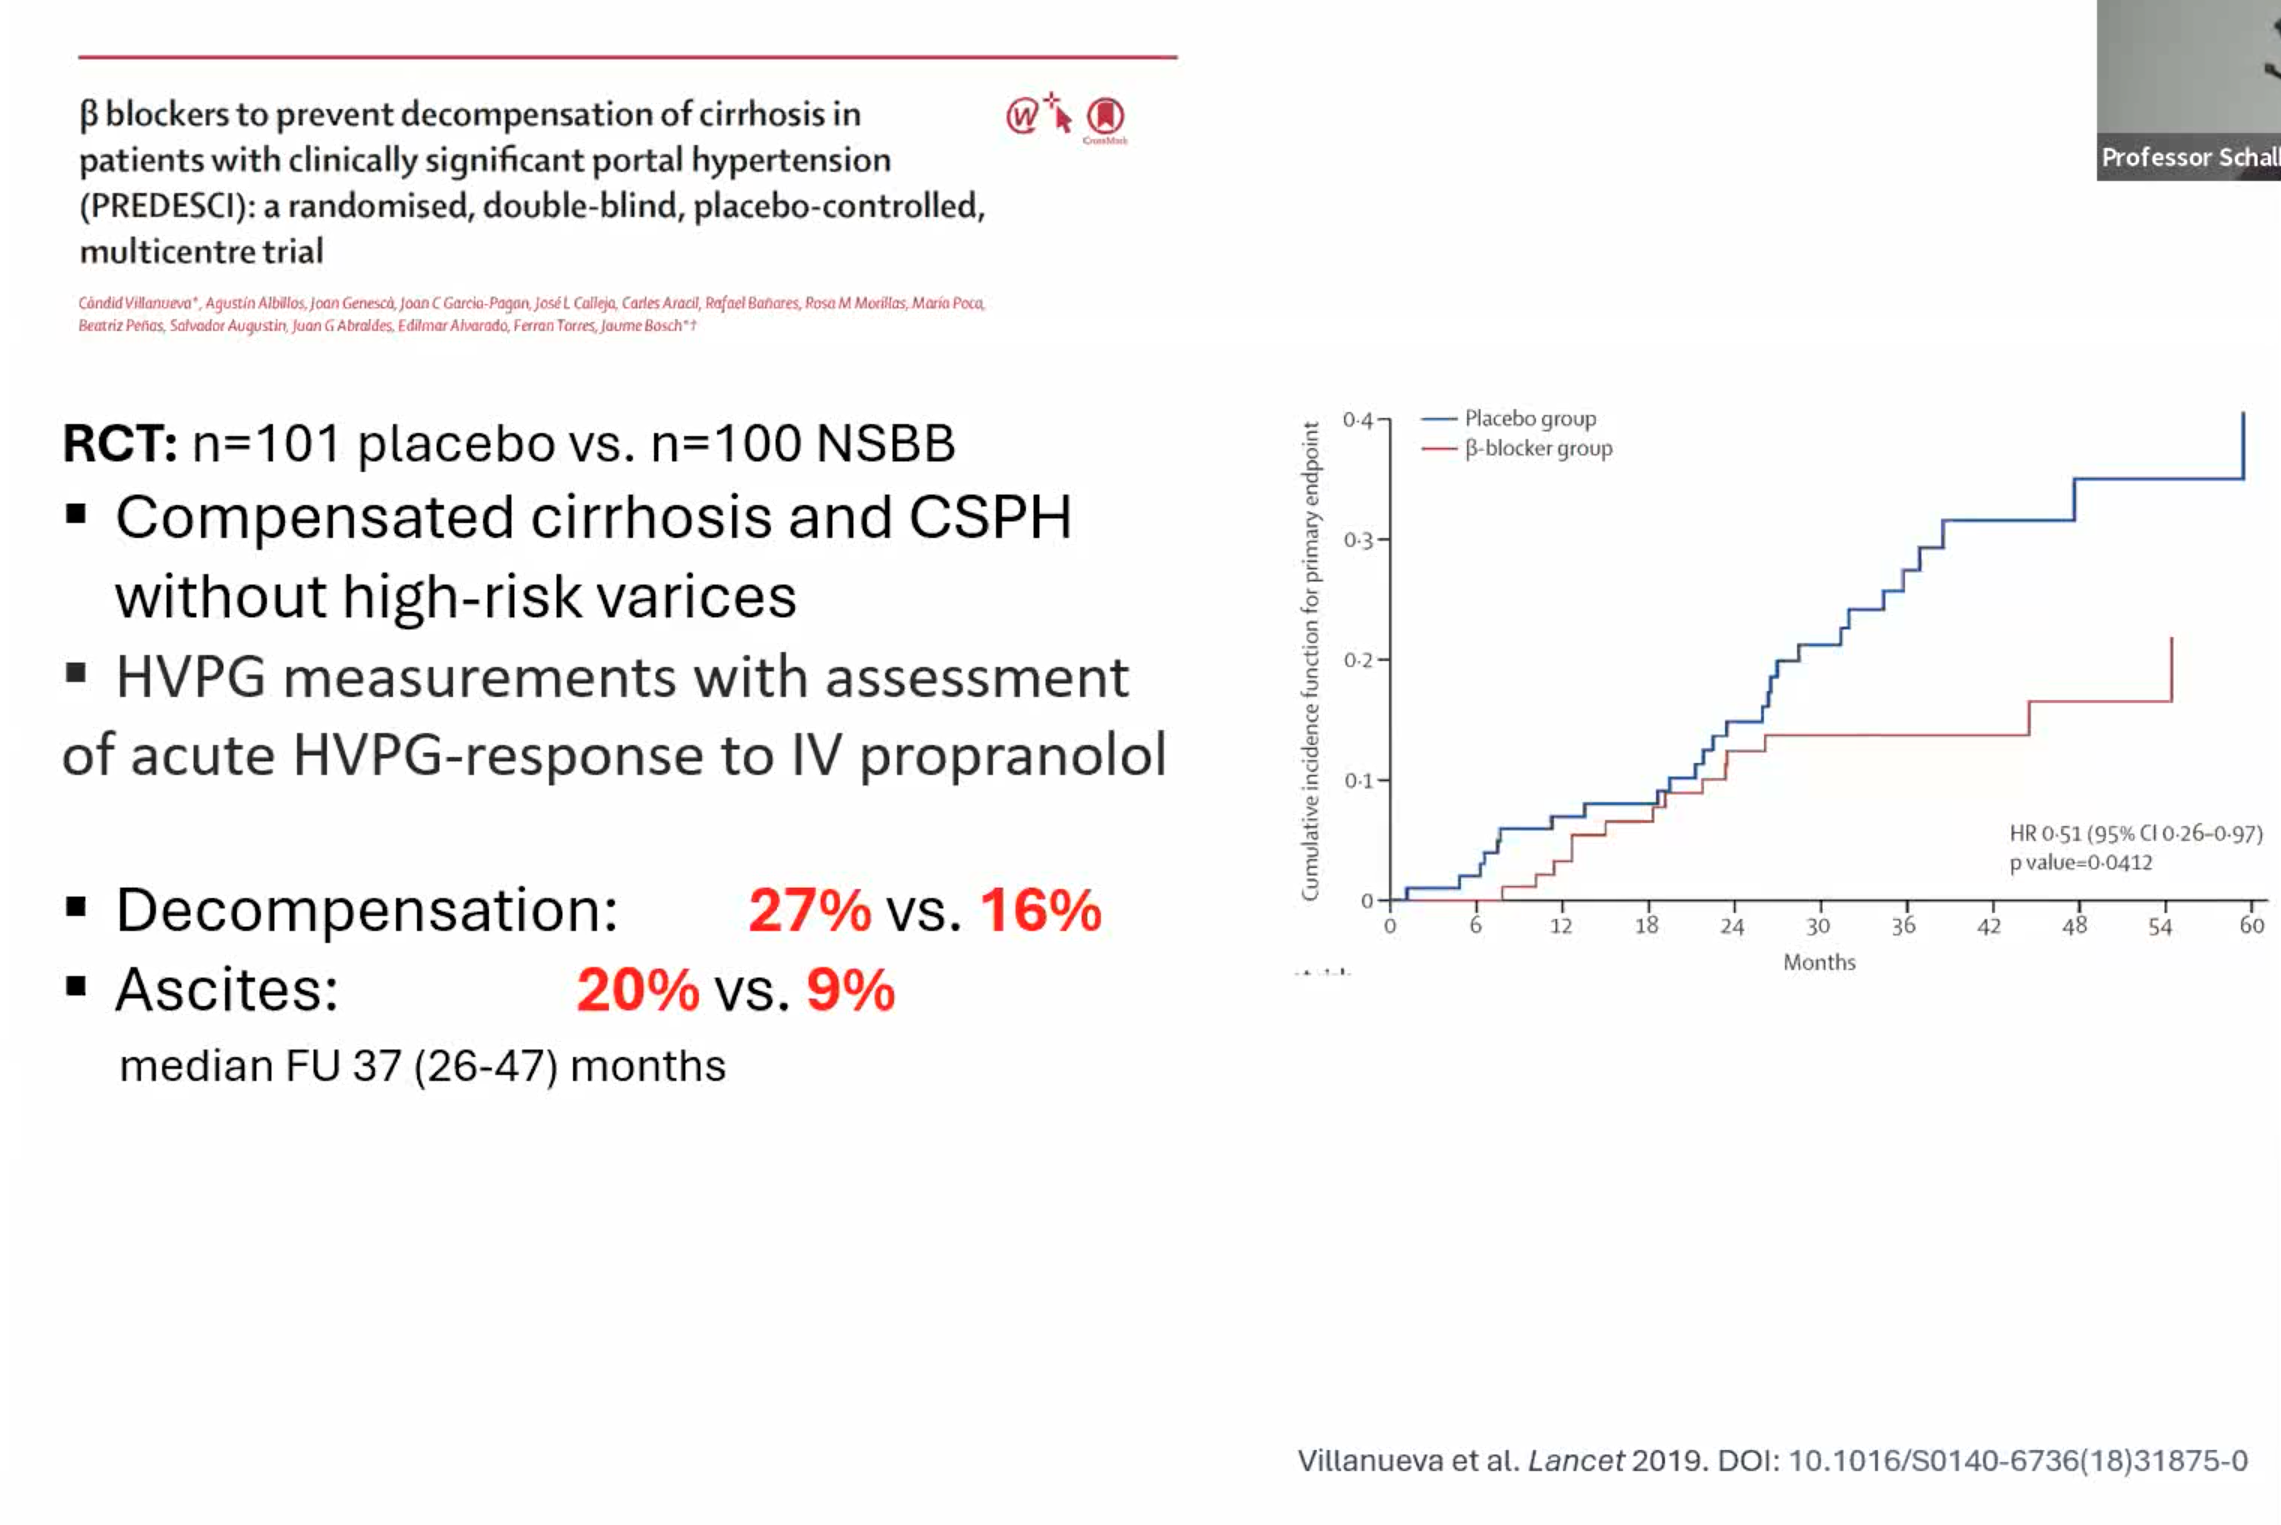 Professor Schall
β blockers to prevent decompensation of cirrhosis in
patients with clinically significant portal hypertension
(PREDESCI): a randomised, double-blind, placebo-controlled,
multicentre trial
CrossMark
Càndid Villanueva*, Agustín Albillos, Joan Genescà, Joan C Garcia-Pagan, José L Calleja, Carles Aracil, Rafael Bañares, Rosa M Morillas, María Poca,
Beatriz Peñas, Salvador Augustin, Juan G Abraldes, Edilmar Alvarado, Ferran Torres, Jaume Bosch*†
RCT: n=101 placebo vs. n=100 NSBB
▪ Compensated cirrhosis and CSPH
without high-risk varices
▪ HVPG measurements with assessment
of acute HVPG-response to IV propranolol
▪ Decompensation: 27% vs. 16%
▪ Ascites: 20% vs. 9%
median FU 37 (26-47) months
Cumulative incidence function for primary endpoint
0·4
0·3
0·2
0·1
0
Placebo group
β-blocker group
HR 0·51 (95% CI 0·26–0·97)
p value=0·0412
0 6 12 18 24 30 36 42 48 54 60
Months
Villanueva et al. Lancet 2019. DOI: 10.1016/S0140-6736(18)31875-0